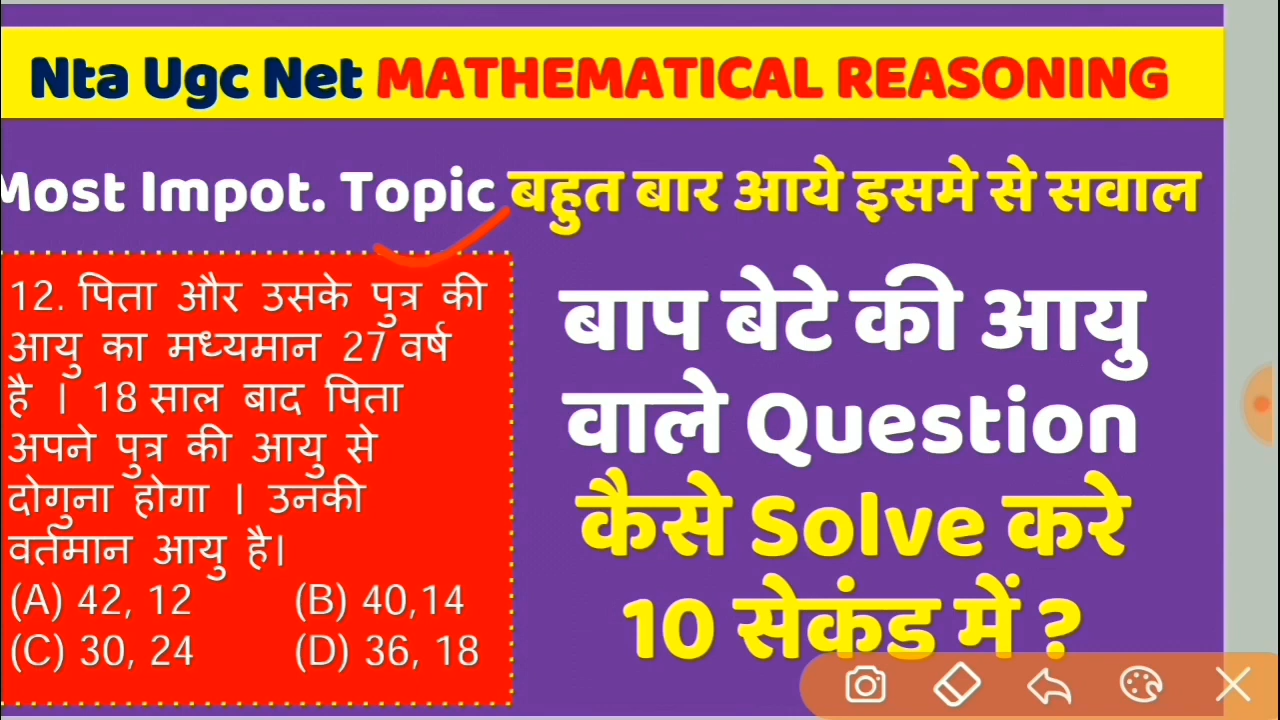 Nta Ugc Net MATHEMATICAL REASONING
Most Impot. Topic बहुत बार आये इसमे से सवाल
12. पिता और उसके पुत्र की
आयु का मध्यमान 27 वर्ष
है । 18 साल बाद पिता
अपने पुत्र की आयु से
दोगुना होगा । उनकी
वर्तमान आयु है।
(A) 42, 12 (B) 40,14
(C) 30, 24 (D) 36, 18
बाप बेटे की आयु
वाले Question
कैसे Solve करे
10 सेकंड में ?